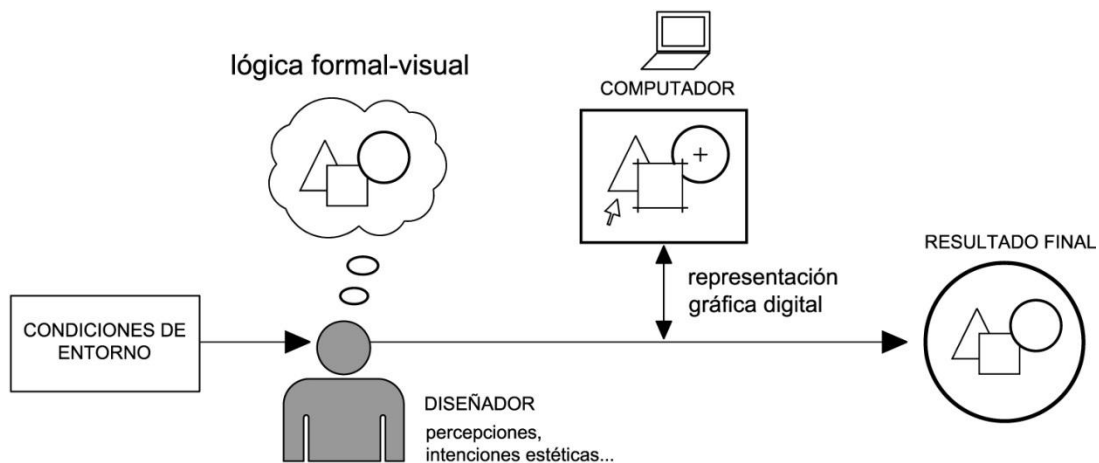 lógica formal-visual
COMPUTADOR
RESULTADO FINAL
representación
gráfica digital
CONDICIONES DE
ENTORNO
DISEÑADOR
percepciones,
intenciones estéticas...